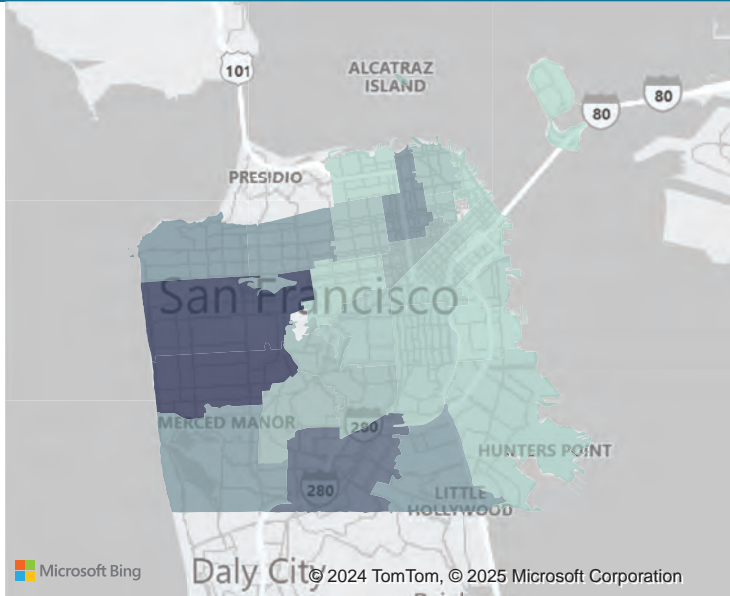 101
ALCATRAZ
ISLAND
80
80
PRESIDIO
San Francisco
MERCED MANOR
280
HUNTERS POINT
280
LITTLE
HOLLYWOOD
Microsoft Bing
Daly City
© 2024 TomTom, © 2025 Microsoft Corporation